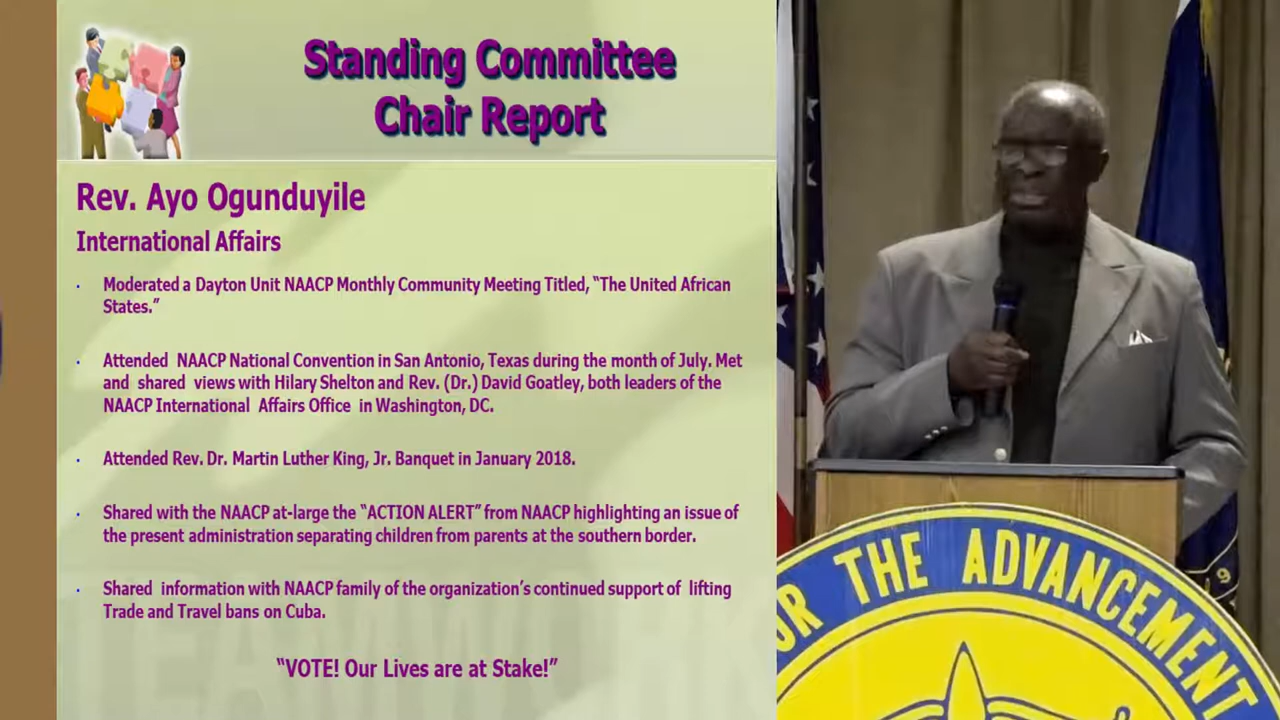 Standing Committee
Chair Report
Rev. Ayo Ogunduyile
International Affairs
• Moderated a Dayton Unit NAACP Monthly Community Meeting Titled, “The United African
States.”
• Attended NAACP National Convention in San Antonio, Texas during the month of July. Met
and shared views with Hilary Shelton and Rev. (Dr.) David Goatley, both leaders of the
NAACP International Affairs Office in Washington, DC.
• Attended Rev. Dr. Martin Luther King, Jr. Banquet in January 2018.
• Shared with the NAACP at-large the “ACTION ALERT” from NAACP highlighting an issue of
the present administration separating children from parents at the southern border.
• Shared information with NAACP family of the organization’s continued support of lifting
Trade and Travel bans on Cuba.
“VOTE! Our Lives are at Stake!”
TEAMWORK
OR THE ADVANCEMENT